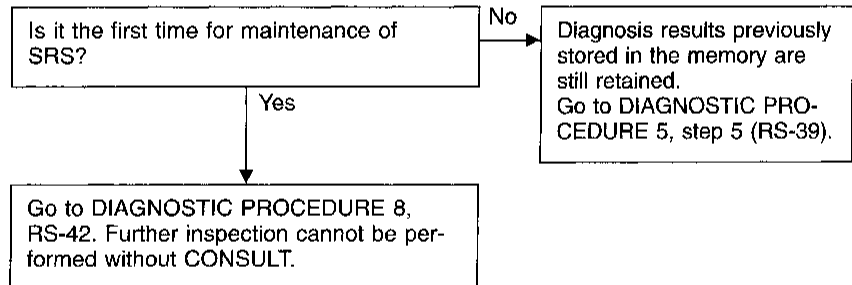 Is it the first time for maintenance of
SRS?
No
Diagnosis results previously
stored in the memory are
still retained.
Go to DIAGNOSTIC PRO-
CEDURE 5, step 5 (RS-39).
Yes
Go to DIAGNOSTIC PROCEDURE 8,
RS-42. Further inspection cannot be per-
formed without CONSULT.